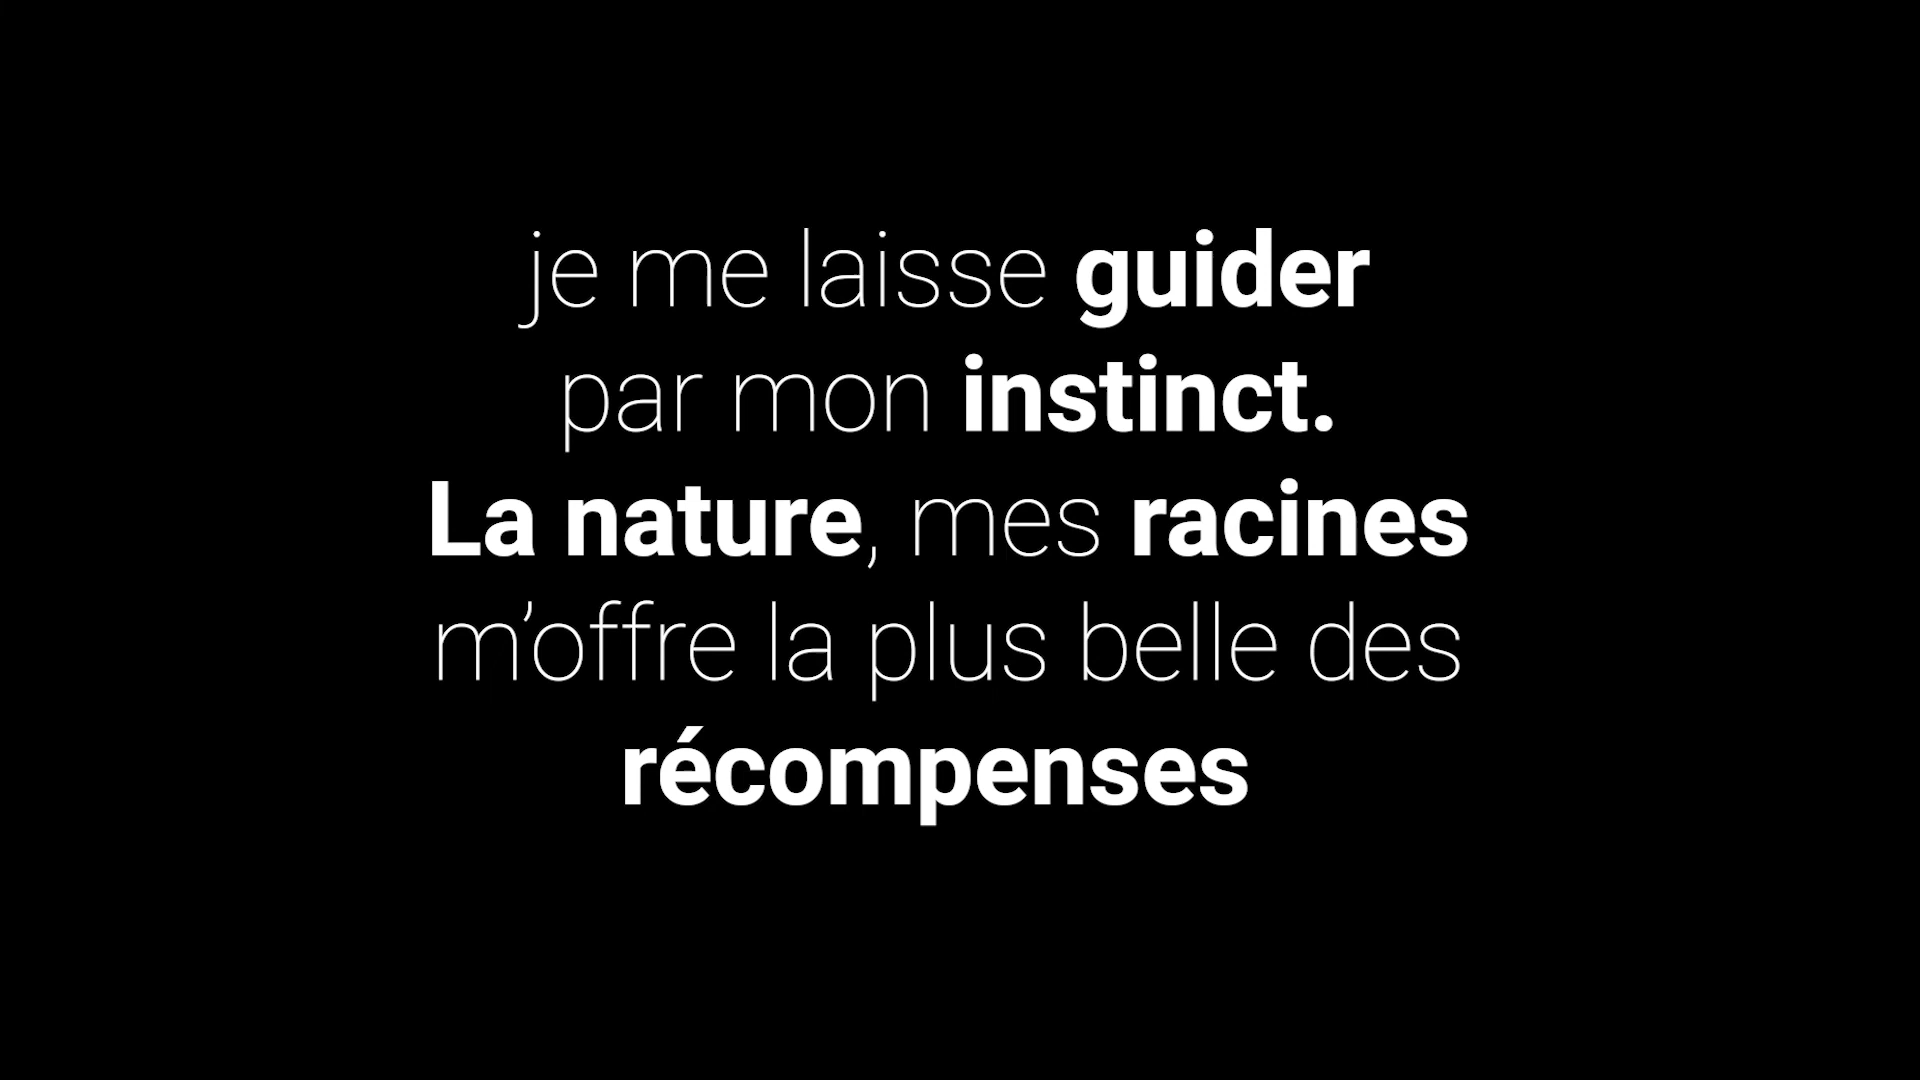 je me laisse guider
par mon instinct.
La nature, mes racines
m’offre la plus belle des
récompenses